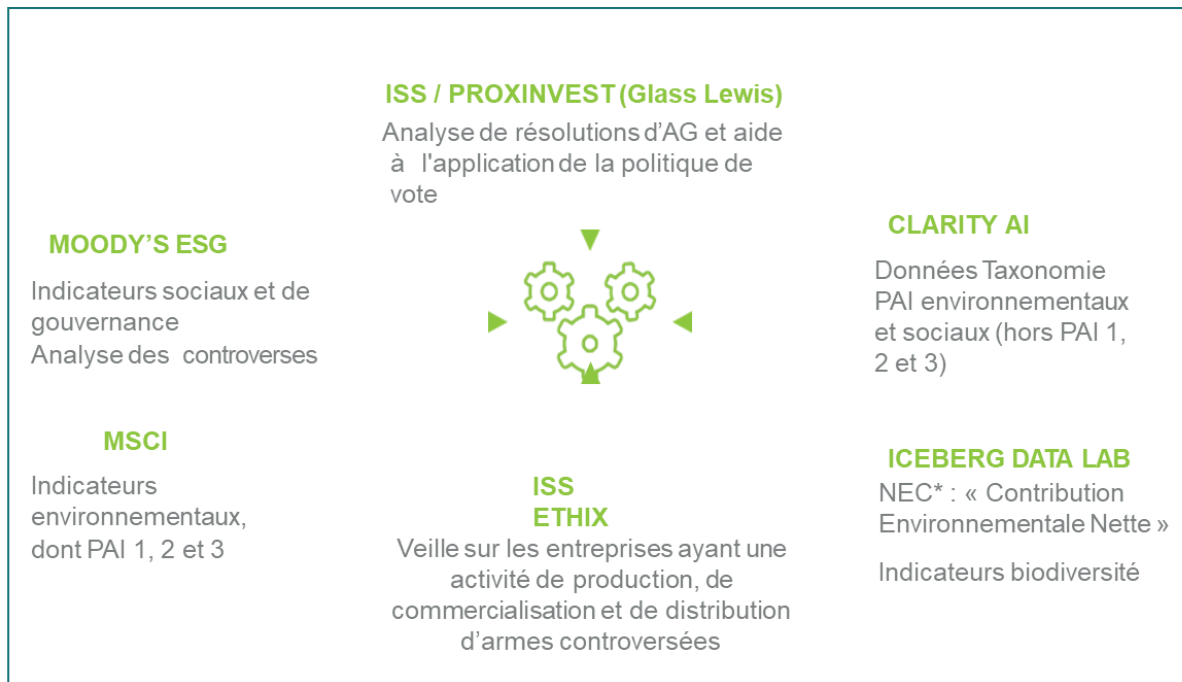 ISS / PROXINVEST (Glass Lewis)
Analyse de résolutions d’AG et aide
à l'application de la politique de
vote
MOODY’S ESG
Indicateurs sociaux et de
gouvernance
Analyse des controverses
CLARITY AI
Données Taxonomie
PAI environnementaux
et sociaux (hors PAI 1,
2 et 3)
MSCI
Indicateurs
environnementaux,
dont PAI 1, 2 et 3
ISS
ETHIX
Veille sur les entreprises ayant une
activité de production, de
commercialisation et de distribution
d’armes controversées
ICEBERG DATA LAB
NEC* : « Contribution
Environnementale Nette »
Indicateurs biodiversité